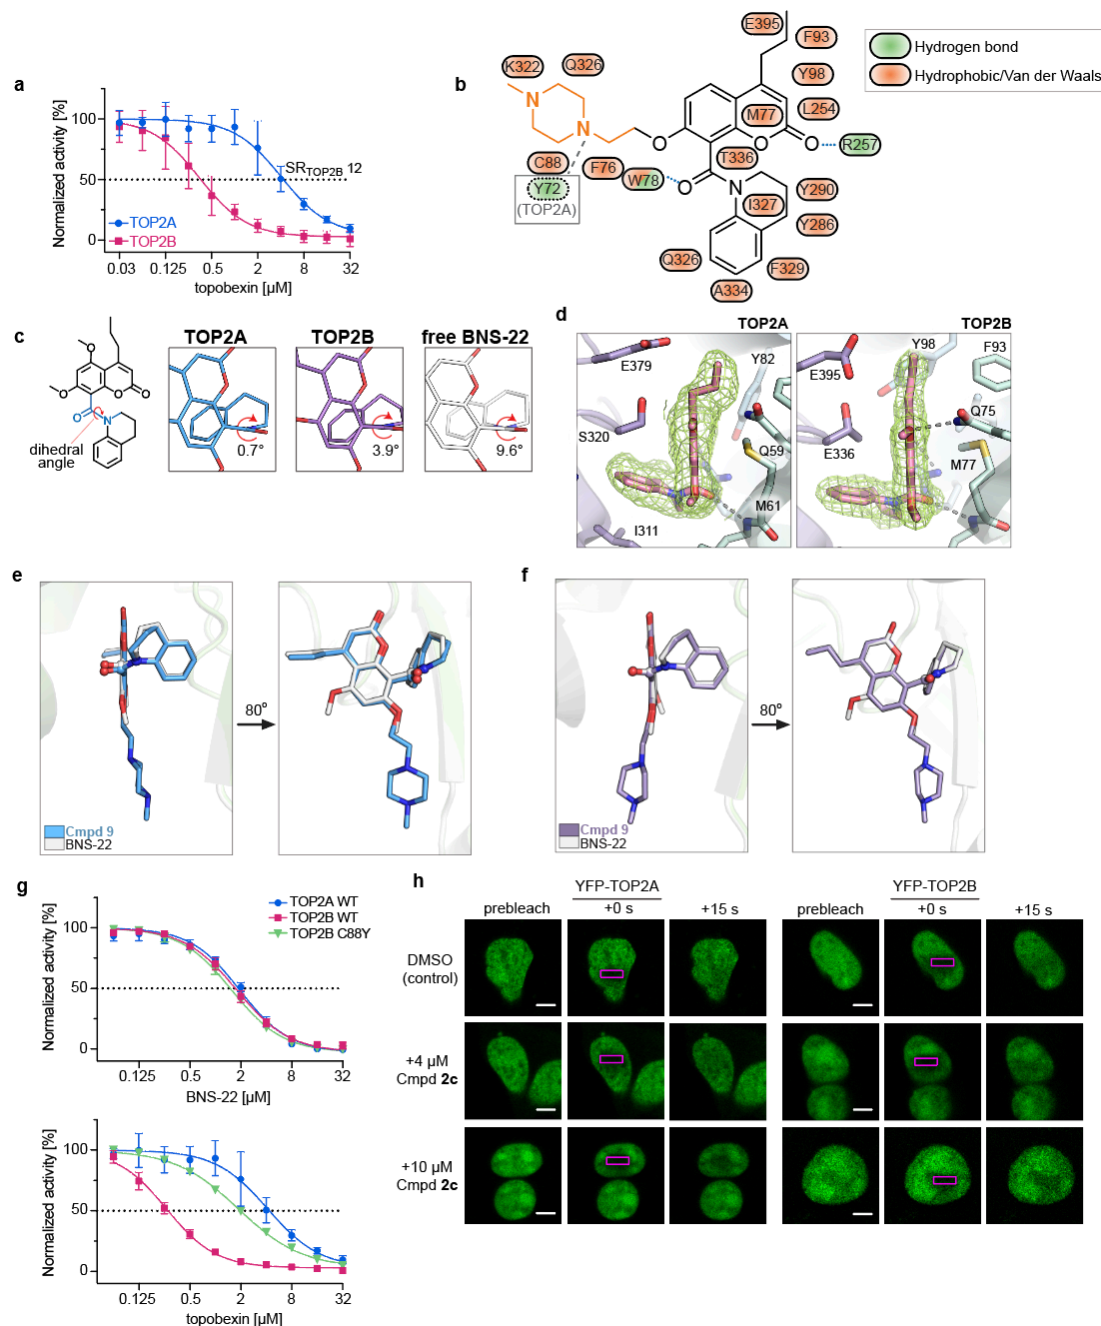 a
Normalized activity [%]
100
50
0
SRTOP2B 12
TOP2A
TOP2B
0.03 0.125 0.5 2 8 32
topobexin [µM]
b
E395
F93
Hydrogen bond
Hydrophobic/Van der Waals
K322
Q326
Y98
L254
M77
N
N
O
O
O
R257
C88
F76
T336
W78
O
Y72
(TOP2A)
N
Y290
I327
Y286
Q326
F329
A334
c
TOP2A
TOP2B
free BNS-22
O
O
O
O
O
N
dihedral
angle
0.7°
3.9°
9.6°
d
TOP2A
TOP2B
E379
Y82
S320
Q59
M61
I311
Y98
F93
E395
Q75
E336
M77
e
80°
Cmpd 9
BNS-22
f
80°
Cmpd 9
BNS-22
g
Normalized activity [%]
100
50
0
TOP2A WT
TOP2B WT
TOP2B C88Y
0.125 0.5 2 8 32
BNS-22 [µM]
Normalized activity [%]
100
50
0
0.125 0.5 2 8 32
topobexin [µM]
h
YFP-TOP2A
YFP-TOP2B
prebleach +0 s +15 s prebleach +0 s +15 s
DMSO
(control)
+4 µM
Cmpd 2c
+10 µM
Cmpd 2c